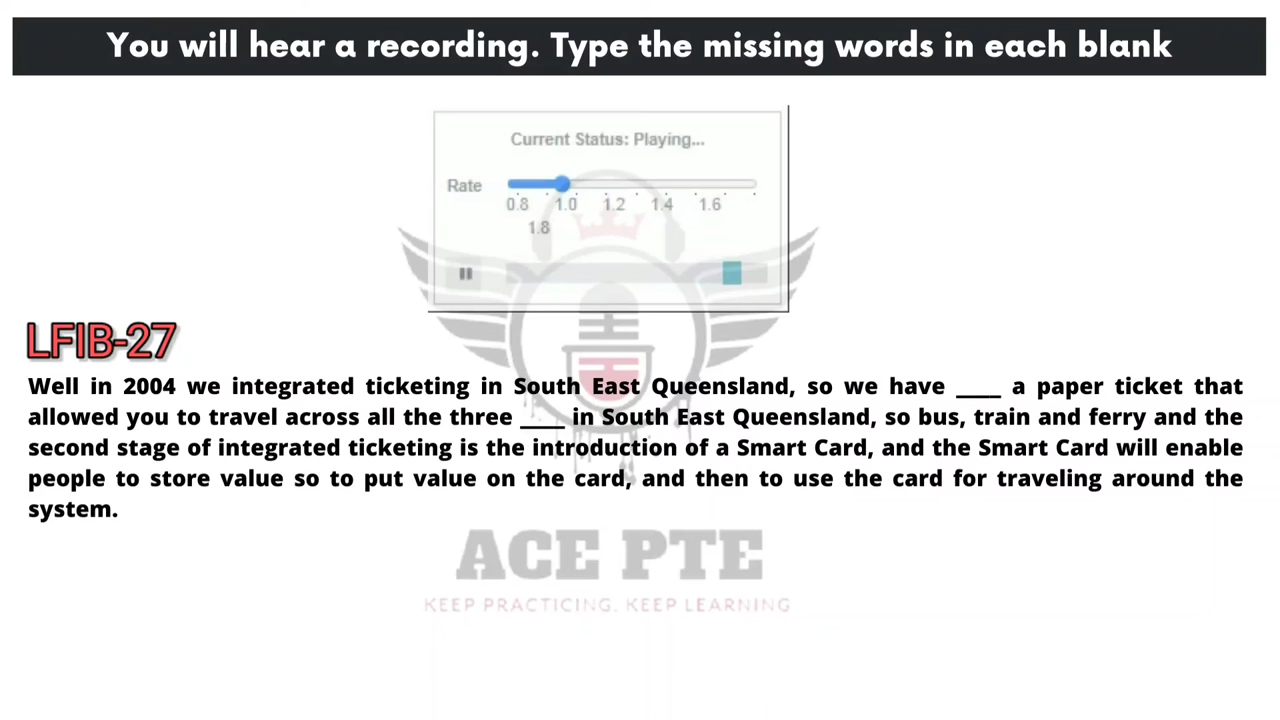 You will hear a recording. Type the missing words in each blank
Current Status: Playing...
Rate
0.8 1.0 1.2 1.4 1.6
1.8
LFIB-27
Well in 2004 we integrated ticketing in South East Queensland, so we have ____ a paper ticket that
allowed you to travel across all the three ____ in South East Queensland, so bus, train and ferry and the
second stage of integrated ticketing is the introduction of a Smart Card, and the Smart Card will enable
people to store value so to put value on the card, and then to use the card for traveling around the
system.
ACE PTE
KEEP PRACTICING, KEEP LEARNING